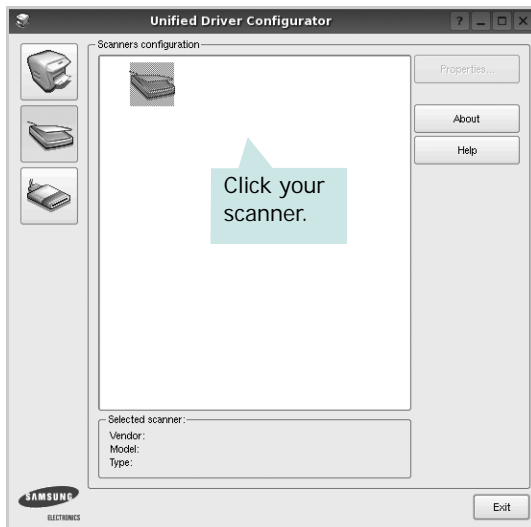 Unified Driver Configurator
Scanners configuration
Properties...
About
Help
Click your
scanner.
Selected scanner:
Vendor:
Model:
Type:
SAMSUNG
ELECTRONICS
Exit